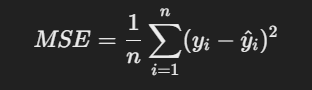 MSE = \frac{1}{n} \sum_{i=1}^{n} (y_i - \hat{y}_i)^2